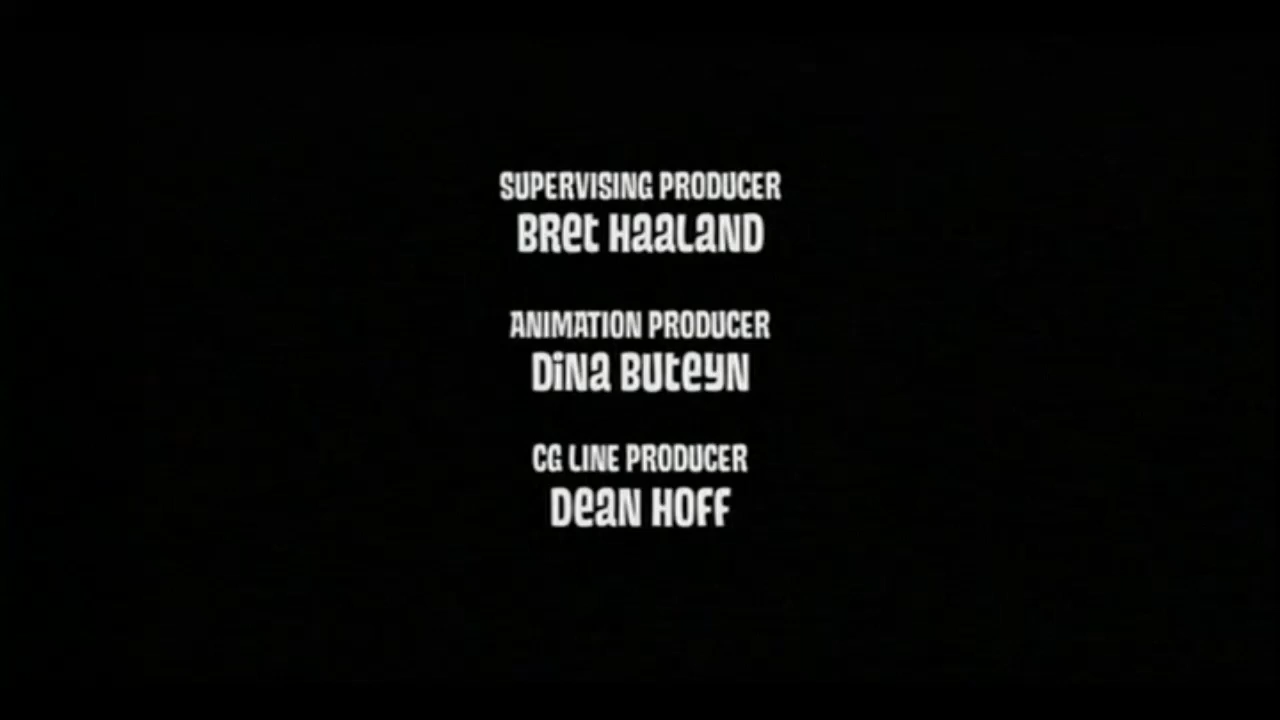 SUPERVISING PRODUCER
BRet HaaLaND
ANIMATION PRODUCER
DiNa ButeyN
CG LINE PRODUCER
DeaN HOFF